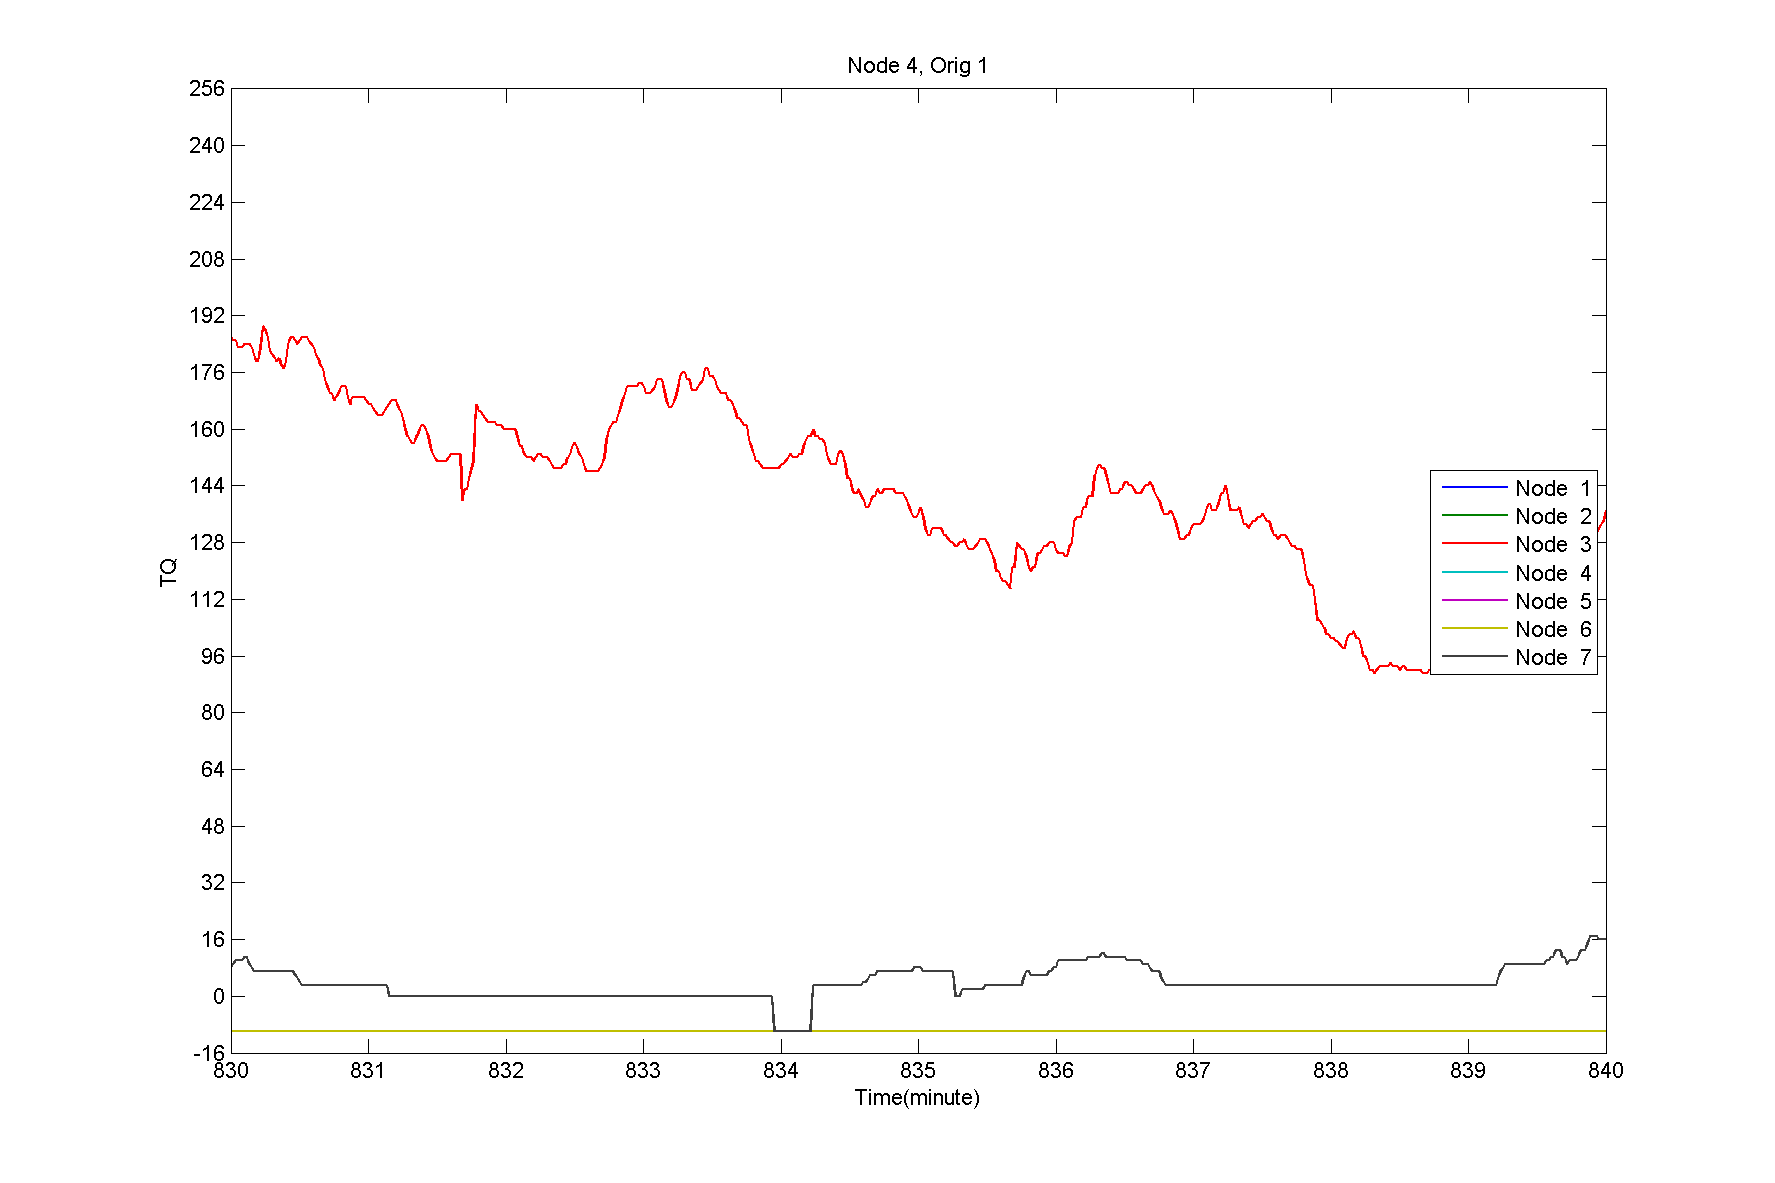 Node 4, Orig 1
256
240
224
208
192
176
160
144
128
112
96
80
64
48
32
16
0
-16
TQ
Node 1
Node 2
Node 3
Node 4
Node 5
Node 6
Node 7
830 831 832 833 834 835 836 837 838 839 840
Time(minute)